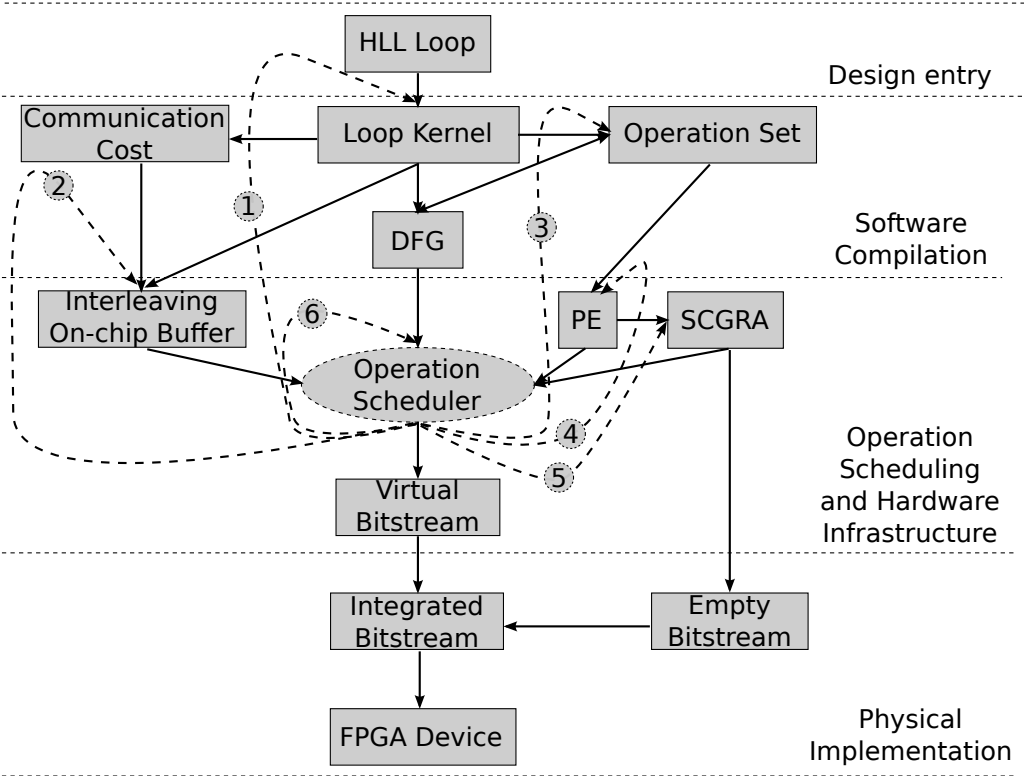 HLL Loop
Design entry
Communication
Cost
Loop Kernel
Operation Set
2
1
3
DFG
Software
Compilation
Interleaving
On-chip Buffer
6
PE
SCGRA
Operation
Scheduler
4
5
Operation
Scheduling
and Hardware
Infrastructure
Virtual
Bitstream
Integrated
Bitstream
Empty
Bitstream
FPGA Device
Physical
Implementation